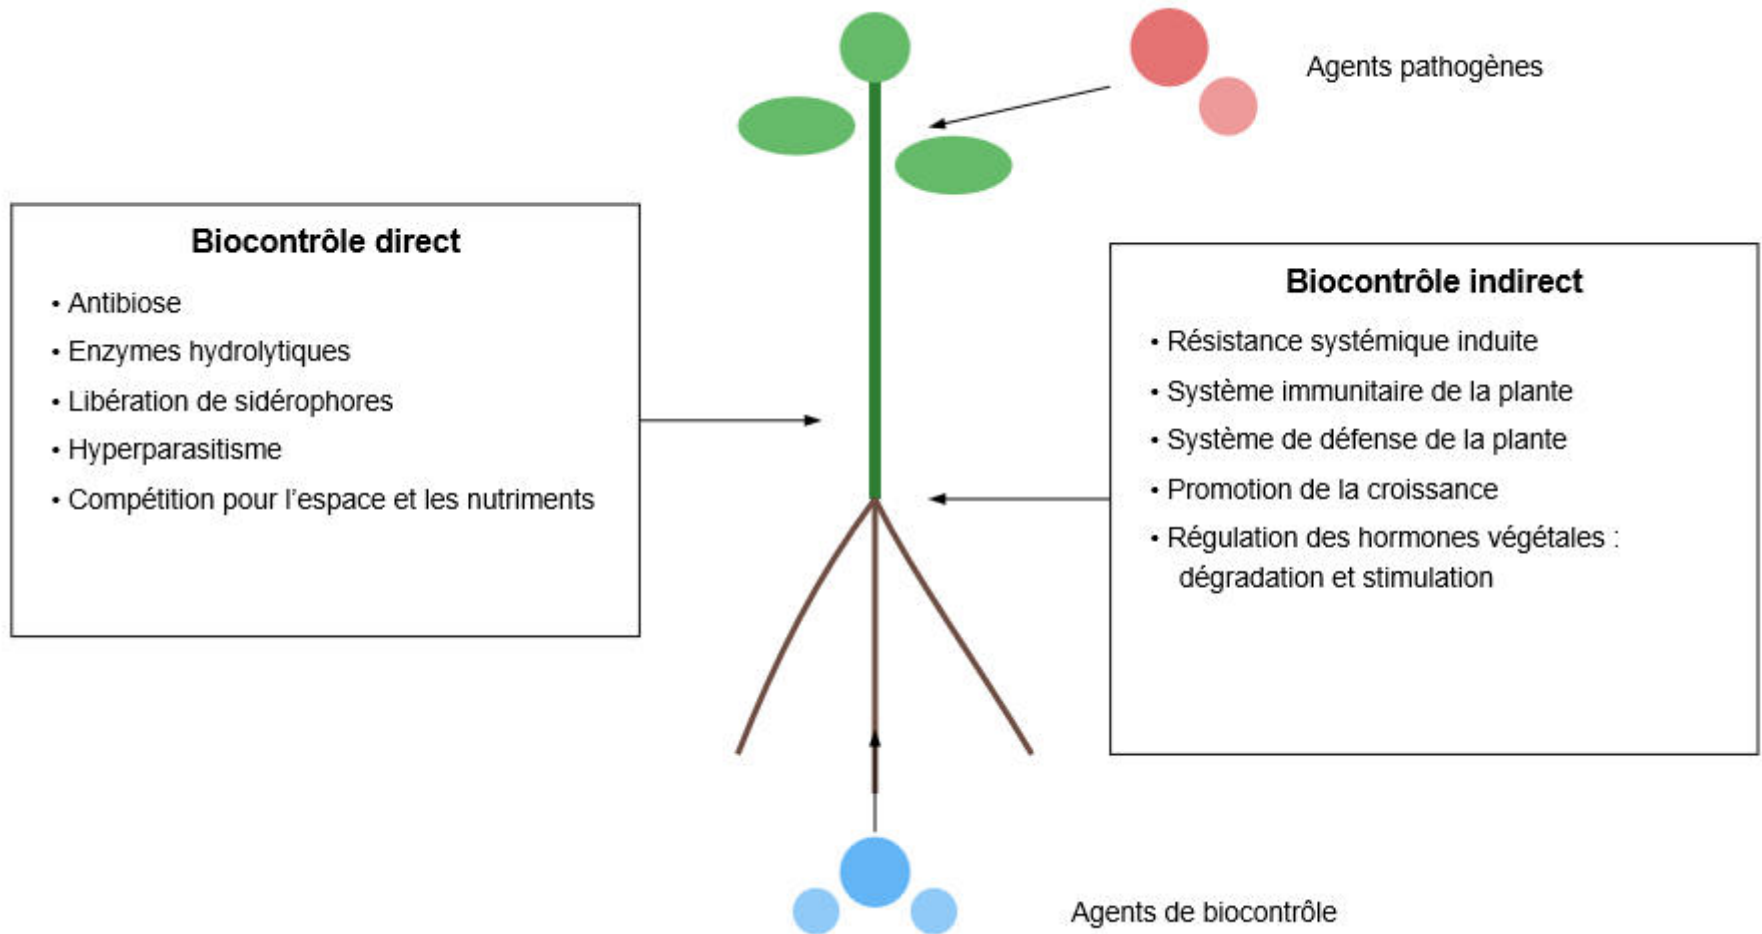 Agents pathogènes
Biocontrôle direct
• Antibiose
• Enzymes hydrolytiques
• Libération de sidérophores
• Hyperparasitisme
• Compétition pour l’espace et les nutriments
Biocontrôle indirect
• Résistance systémique induite
• Système immunitaire de la plante
• Système de défense de la plante
• Promotion de la croissance
• Régulation des hormones végétales :
dégradation et stimulation
Agents de biocontrôle